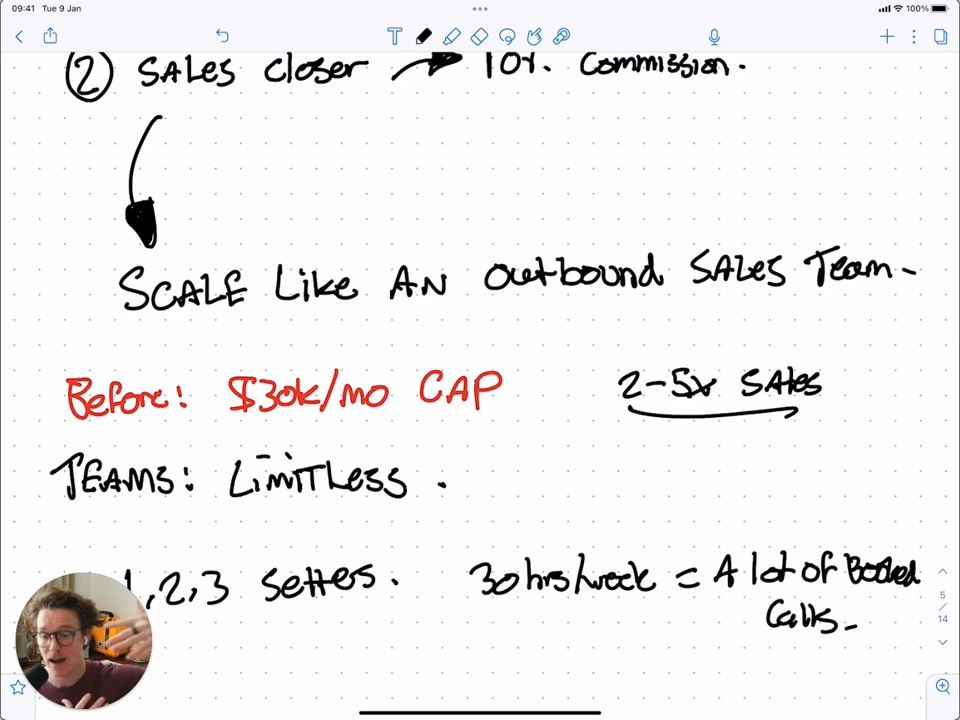 09:41 Tue 9 Jan
100%
T
② SALES Closer → 10%. Commission.
SCALE Like AN Outbound SALES Team.
Before: $30k/mo CAP
2-5x SALES
TEAMS: LimitLess.
1, 2, 3 Setters.
30hrs/week = A lot of Booked
Calls.
5
/
14